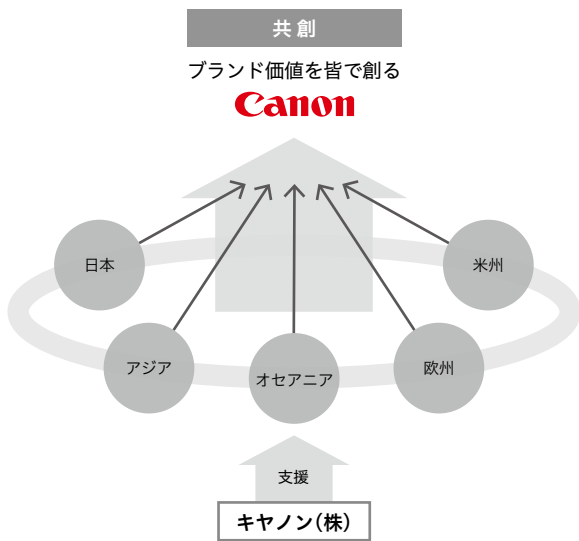 共創
ブランド価値を皆で創る
Canon
日本
米州
アジア
オセアニア
欧州
支援
キヤノン(株)